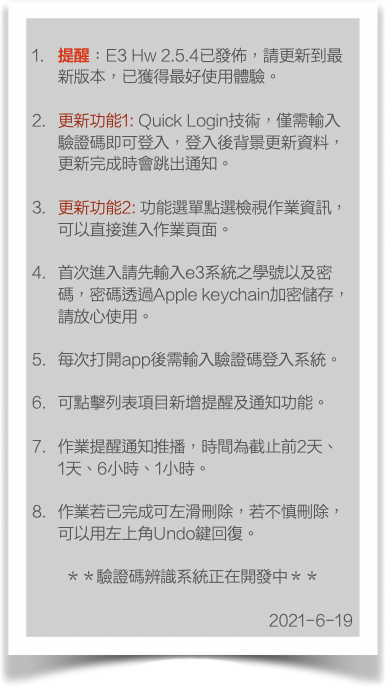 1. 提醒：E3 Hw 2.5.4已發佈，請更新到最
新版本，已獲得最好使用體驗。
2. 更新功能1: Quick Login技術，僅需輸入
驗證碼即可登入，登入後背景更新資料，
更新完成時會跳出通知。
3. 更新功能2: 功能選單點選檢視作業資訊，
可以直接進入作業頁面。
4. 首次進入請先輸入e3系統之學號以及密
碼，密碼透過Apple keychain加密儲存，
請放心使用。
5. 每次打開app後需輸入驗證碼登入系統。
6. 可點擊列表項目新增提醒及通知功能。
7. 作業提醒通知推播，時間為截止前2天、
1天、6小時、1小時。
8. 作業若已完成可左滑刪除，若不慎刪除，
可以用左上角Undo鍵回復。
＊＊驗證碼辨識系統正在開發中＊＊
2021-6-19